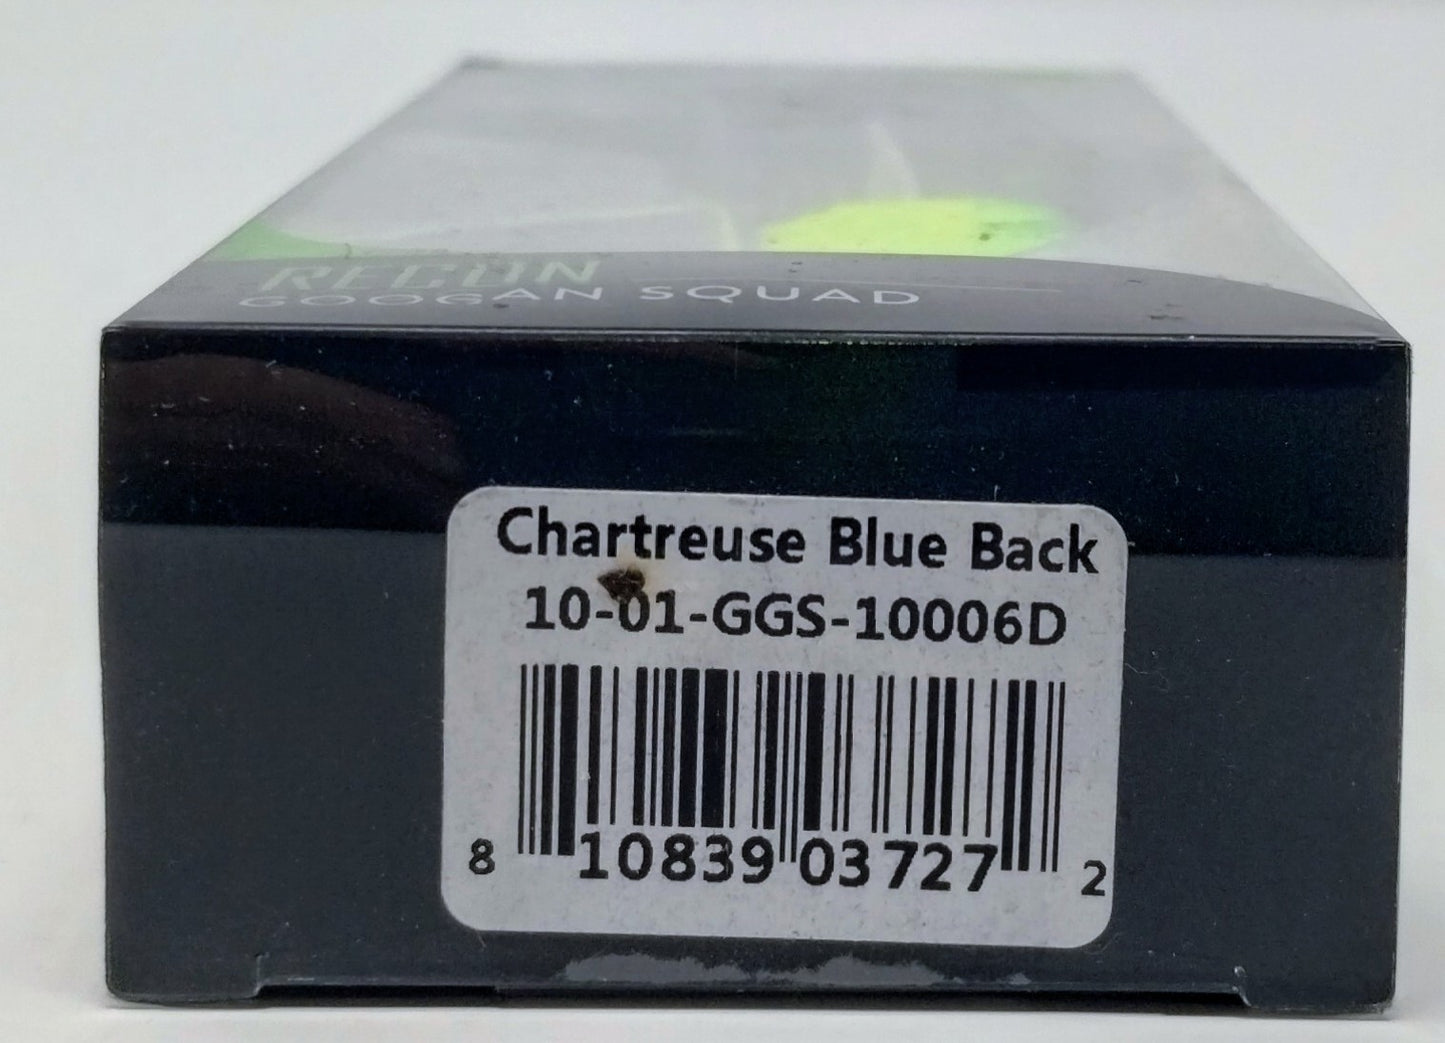 RECON
GOOGAN SQUAD
Chartreuse Blue Back
10-01-GGS-10006D
8 10839 03727 2